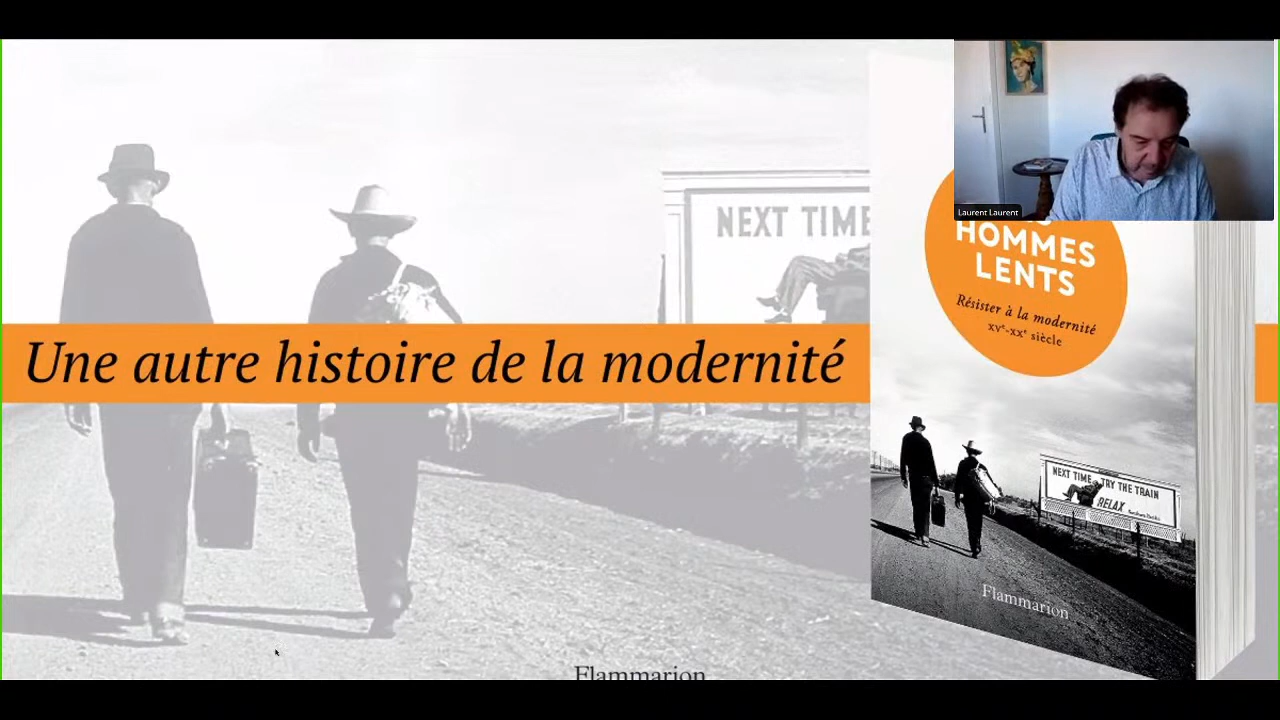 Laurent Laurent
NEXT TIME
Une autre histoire de la modernité
HOMMES
LENTS
Résister à la modernité
XVᵉ-XXᵉ siècle
NEXT TIME TRY THE TRAIN
RELAX
Flammarion
Flammarion